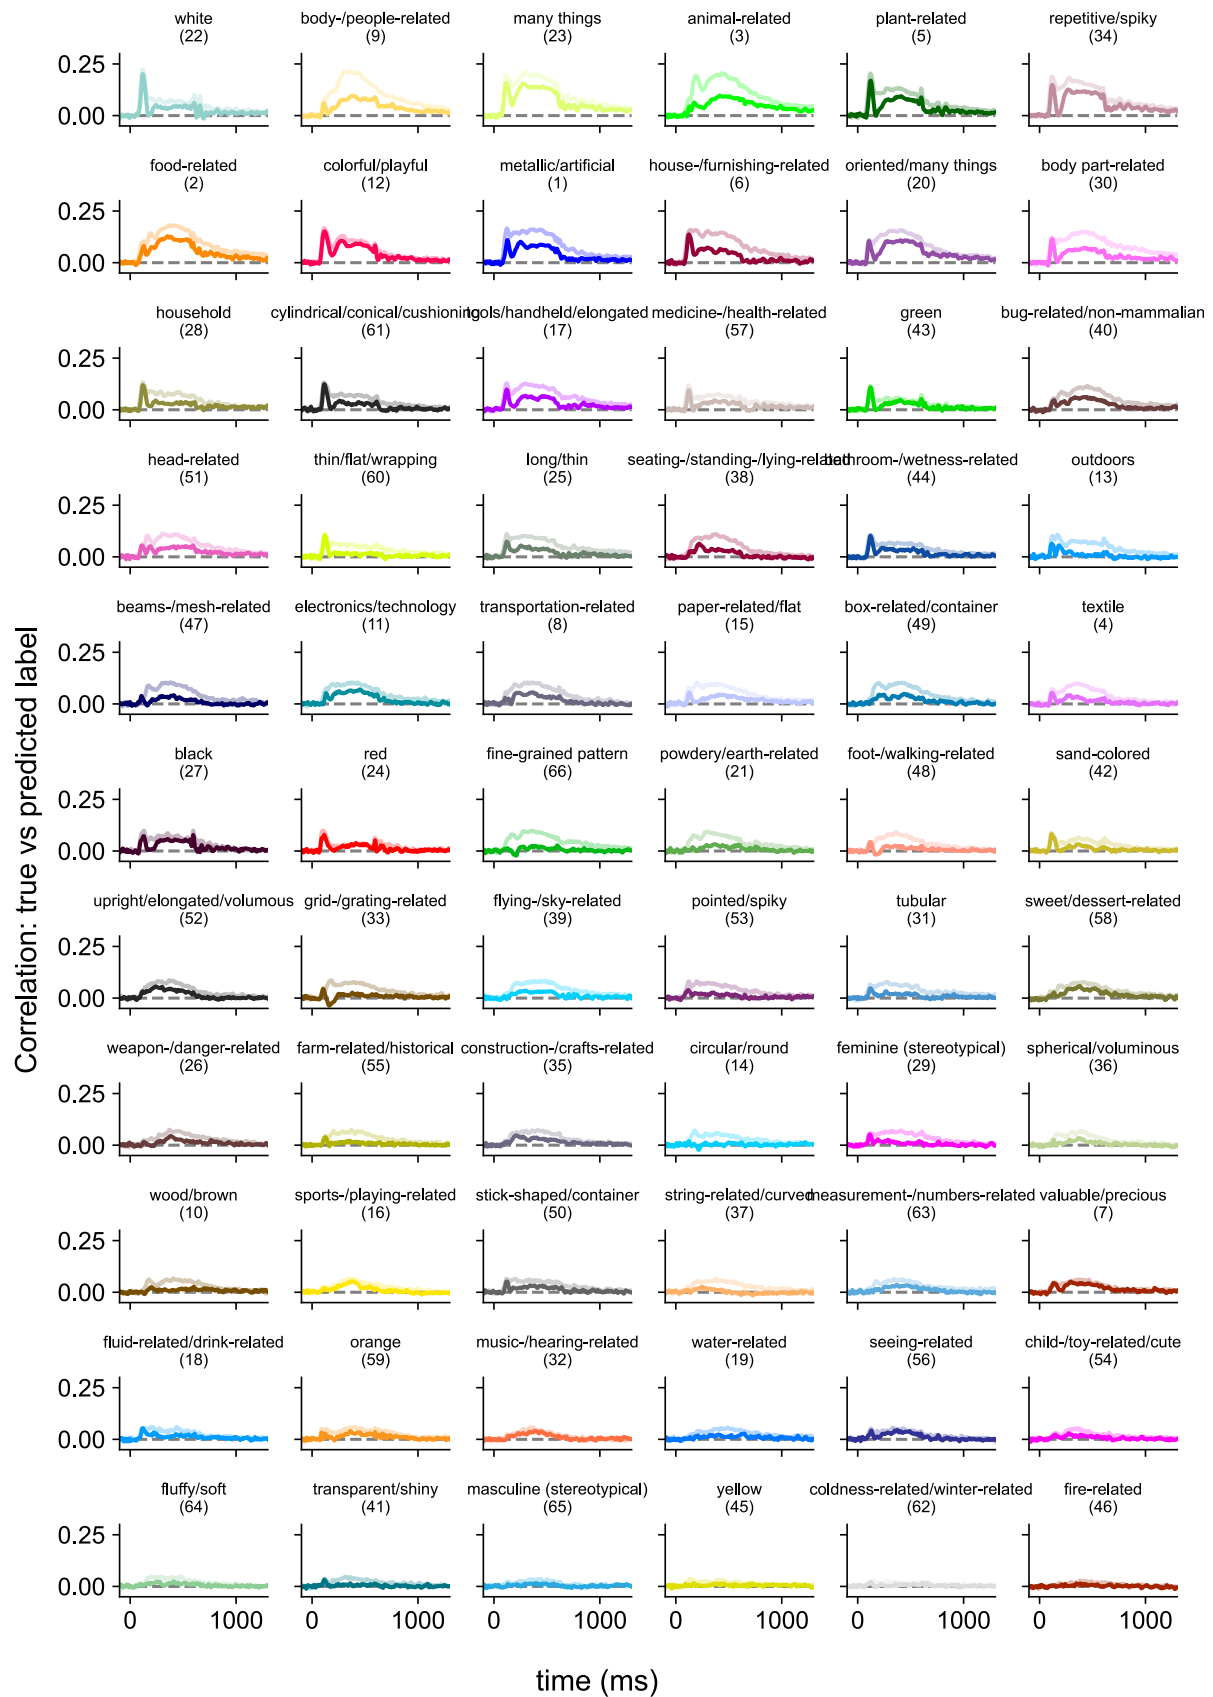 white body-/people-related many things animal-related plant-related repetitive/spiky
(22) (9) (23) (3) (5) (34)
0.25
0.00
food-related colorful/playful metallic/artificial house-/furnishing-related oriented/many things body part-related
(2) (12) (1) (6) (20) (30)
0.25
0.00
household cylindrical/conical/cushioning tools/handheld/elongated medicine-/health-related green bug-related/non-mammalian
(28) (61) (17) (57) (43) (40)
0.25
0.00
head-related thin/flat/wrapping long/thin seating-/standing-/lying-related bathroom-/wetness-related outdoors
(51) (60) (25) (38) (44) (13)
0.25
0.00
beams-/mesh-related electronics/technology transportation-related paper-related/flat box-related/container textile
(47) (11) (8) (15) (49) (4)
0.25
0.00
black red fine-grained pattern powdery/earth-related foot-/walking-related sand-colored
(27) (24) (66) (21) (48) (42)
0.25
0.00
Correlation: true vs predicted label
upright/elongated/volumous grid-/grating-related flying-/sky-related pointed/spiky tubular sweet/dessert-related
(52) (33) (39) (53) (31) (58)
0.25
0.00
weapon-/danger-related farm-related/historical construction-/crafts-related circular/round feminine (stereotypical) spherical/voluminous
(26) (55) (35) (14) (29) (36)
0.25
0.00
wood/brown sports-/playing-related stick-shaped/container string-related/curved measurement-/numbers-related valuable/precious
(10) (16) (50) (37) (63) (7)
0.25
0.00
fluid-related/drink-related orange music-/hearing-related water-related seeing-related child-/toy-related/cute
(18) (59) (32) (19) (56) (54)
0.25
0.00
fluffy/soft transparent/shiny masculine (stereotypical) yellow coldness-related/winter-related fire-related
(64) (41) (65) (45) (62) (46)
0.25
0.00
0 1000 0 1000 0 1000 0 1000 0 1000 0 1000
time (ms)